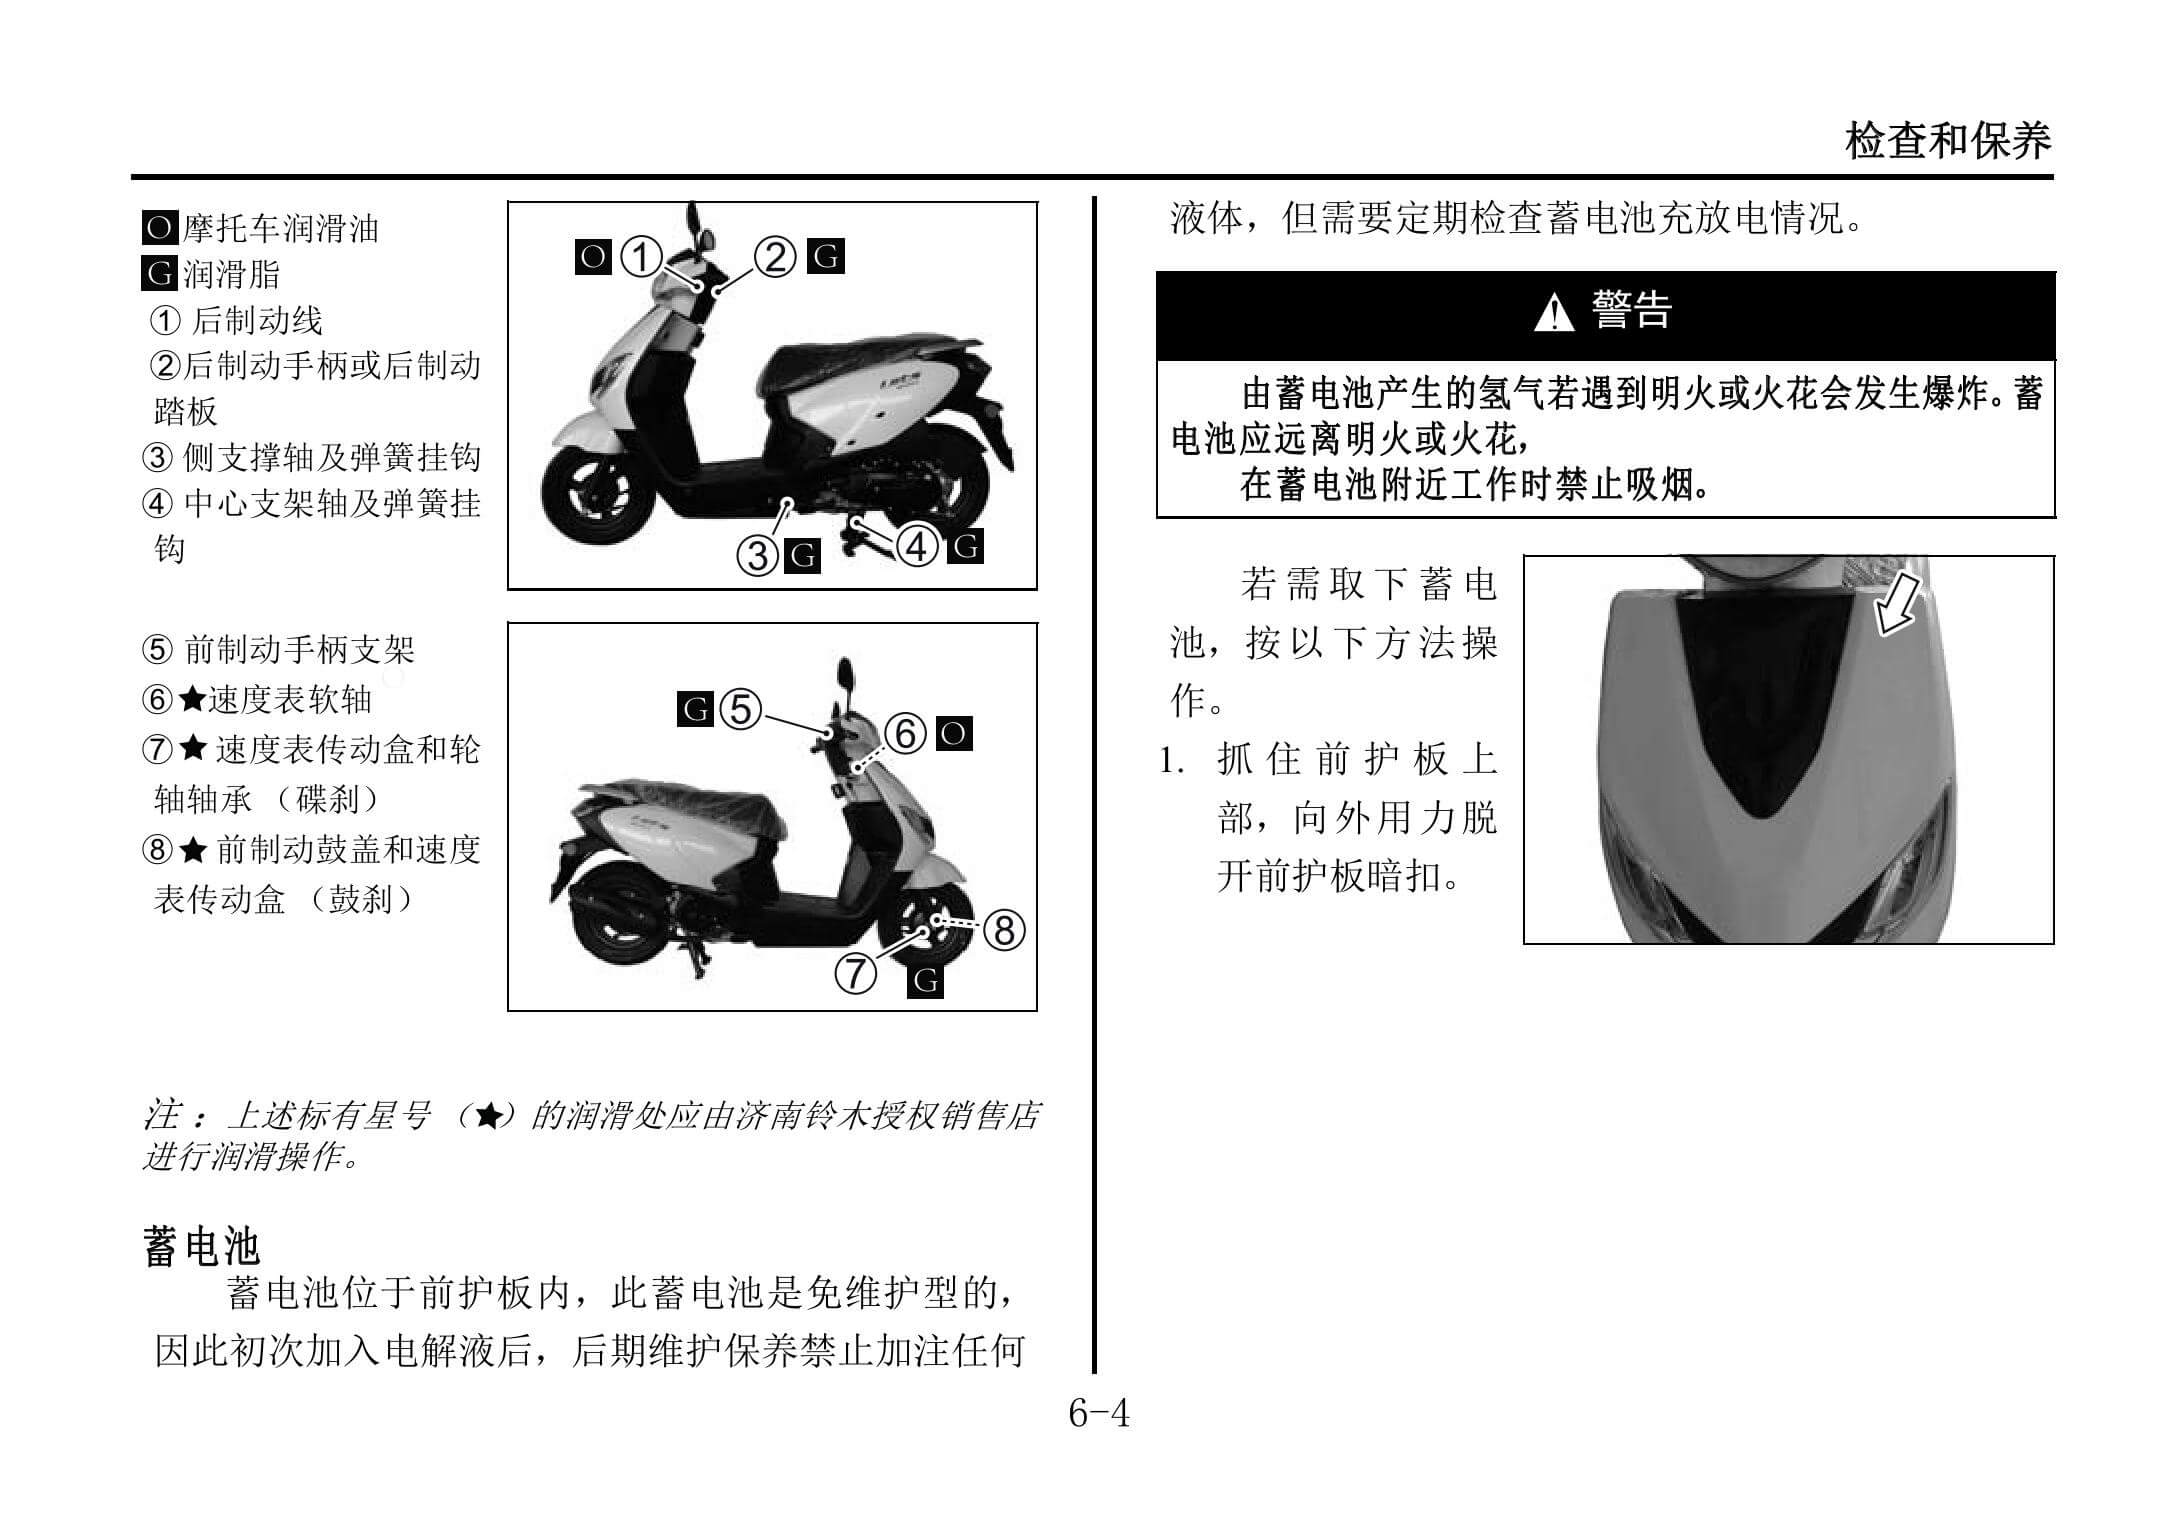 检查和保养
O 摩托车润滑油
G 润滑脂
① 后制动线
②后制动手柄或后制动
踏板
③ 侧支撑轴及弹簧挂钩
④ 中心支架轴及弹簧挂
钩
O ① ② G
③ G ④ G
⑤ 前制动手柄支架
⑥★速度表软轴
⑦★ 速度表传动盒和轮
轴轴承 （碟刹）
⑧★ 前制动鼓盖和速度
表传动盒 （鼓刹）
G ⑤
⑥ O
⑧
⑦ G
注 ： 上述标有星号 （★）的润滑处应由济南铃木授权销售店
进行润滑操作。
蓄电池
蓄电池位于前护板内，此蓄电池是免维护型的，
因此初次加入电解液后，后期维护保养禁止加注任何
液体，但需要定期检查蓄电池充放电情况。
警告
由蓄电池产生的氢气若遇到明火或火花会发生爆炸。蓄
电池应远离明火或火花，
在蓄电池附近工作时禁止吸烟。
若需取下蓄电
池，按以下方法操
作。
1. 抓住前护板上
部，向外用力脱
开前护板暗扣。
6-4